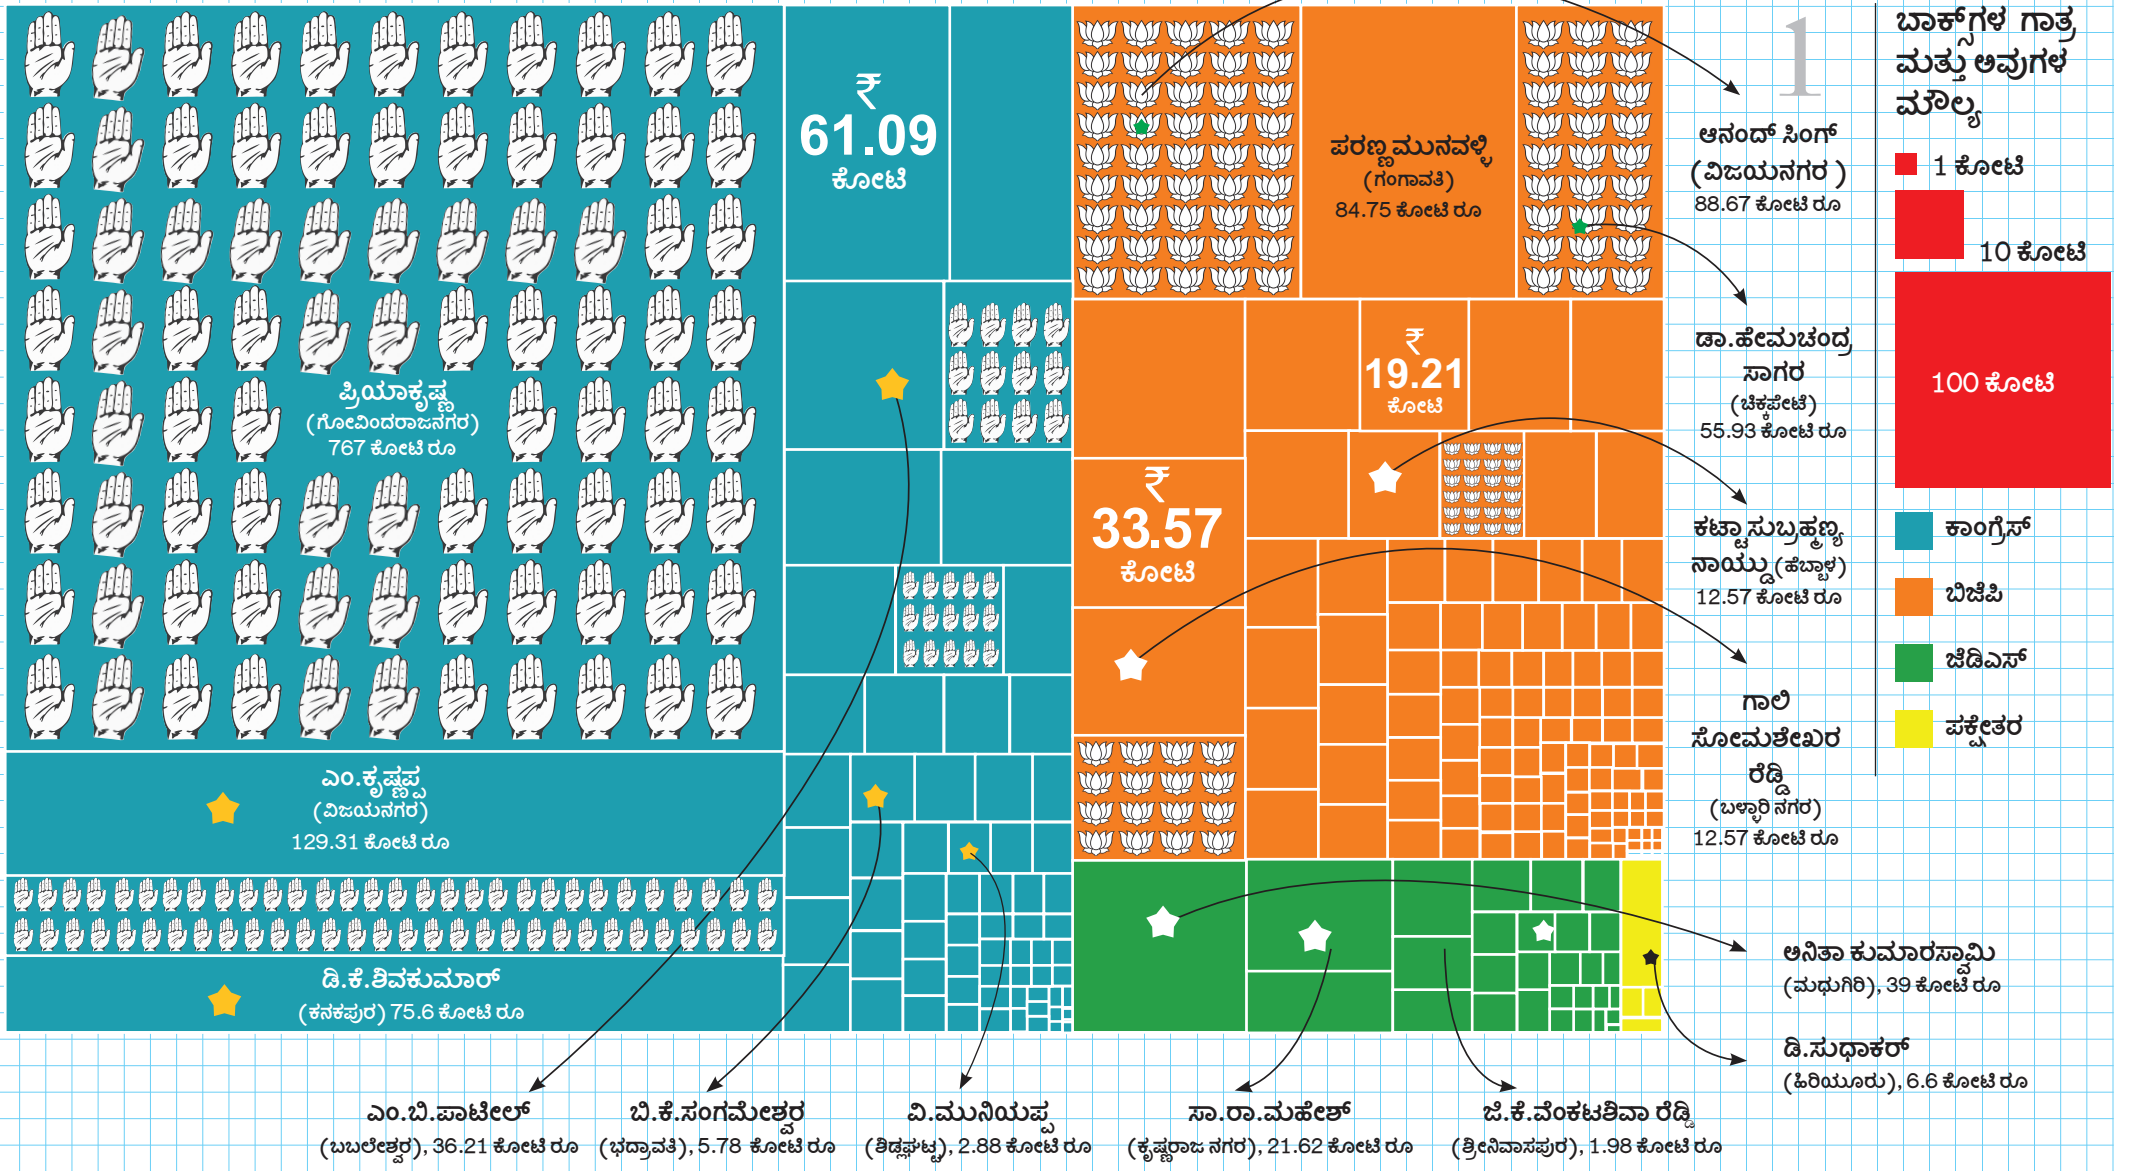 ಪ್ರಿಯಾಕೃಷ್ಣ
(ಗೋವಿಂದರಾಜನಗರ)
767 ಕೋಟಿ ರೂ
ಎಂ.ಕೃಷ್ಣಪ್ಪ
(ವಿಜಯನಗರ)
129.31 ಕೋಟಿ ರೂ
ಡಿ.ಕೆ.ಶಿವಕುಮಾರ್
(ಕನಕಪುರ) 75.6 ಕೋಟಿ ರೂ
₹
61.09
ಕೋಟಿ
ಪರಣ್ಣ ಮುನವಳ್ಳಿ
(ಗಂಗಾವತಿ)
84.75 ಕೋಟಿ ರೂ
₹
19.21
ಕೋಟಿ
₹
33.57
ಕೋಟಿ
1
ಆನಂದ್ ಸಿಂಗ್
(ವಿಜಯನಗರ )
88.67 ಕೋಟಿ ರೂ
ಡಾ.ಹೇಮಚಂದ್ರ
ಸಾಗರ
(ಚಿಕ್ಕಪೇಟೆ)
55.93 ಕೋಟಿ ರೂ
ಕಟ್ಟಾ ಸುಬ್ರಹ್ಮಣ್ಯ
ನಾಯ್ಡು (ಹೆಬ್ಬಾಳ)
12.57 ಕೋಟಿ ರೂ
ಗಾಲಿ
ಸೋಮಶೇಖರ
ರೆಡ್ಡಿ
(ಬಳ್ಳಾರಿ ನಗರ)
12.57 ಕೋಟಿ ರೂ
ಬಾಕ್ಸ್‌ಗಳ ಗಾತ್ರ
ಮತ್ತು ಅವುಗಳ
ಮೌಲ್ಯ
1 ಕೋಟಿ
10 ಕೋಟಿ
100 ಕೋಟಿ
ಕಾಂಗ್ರೆಸ್
ಬಿಜೆಪಿ
ಜೆಡಿಎಸ್
ಪಕ್ಷೇತರ
ಅನಿತಾ ಕುಮಾರಸ್ವಾಮಿ
(ಮಧುಗಿರಿ), 39 ಕೋಟಿ ರೂ
ಡಿ.ಸುಧಾಕರ್
(ಹಿರಿಯೂರು), 6.6 ಕೋಟಿ ರೂ
ಎಂ.ಬಿ.ಪಾಟೀಲ್
(ಬಬಲೇಶ್ವರ), 36.21 ಕೋಟಿ ರೂ
ಬಿ.ಕೆ.ಸಂಗಮೇಶ್ವರ
(ಭದ್ರಾವತಿ), 5.78 ಕೋಟಿ ರೂ
ವಿ.ಮುನಿಯಪ್ಪ
(ಶಿಡ್ಲಘಟ್ಟ), 2.88 ಕೋಟಿ ರೂ
ಸಾ.ರಾ.ಮಹೇಶ್
(ಕೃಷ್ಣರಾಜ ನಗರ), 21.62 ಕೋಟಿ ರೂ
ಜಿ.ಕೆ.ವೆಂಕಟಶಿವಾ ರೆಡ್ಡಿ
(ಶ್ರೀನಿವಾಸಪುರ), 1.98 ಕೋಟಿ ರೂ